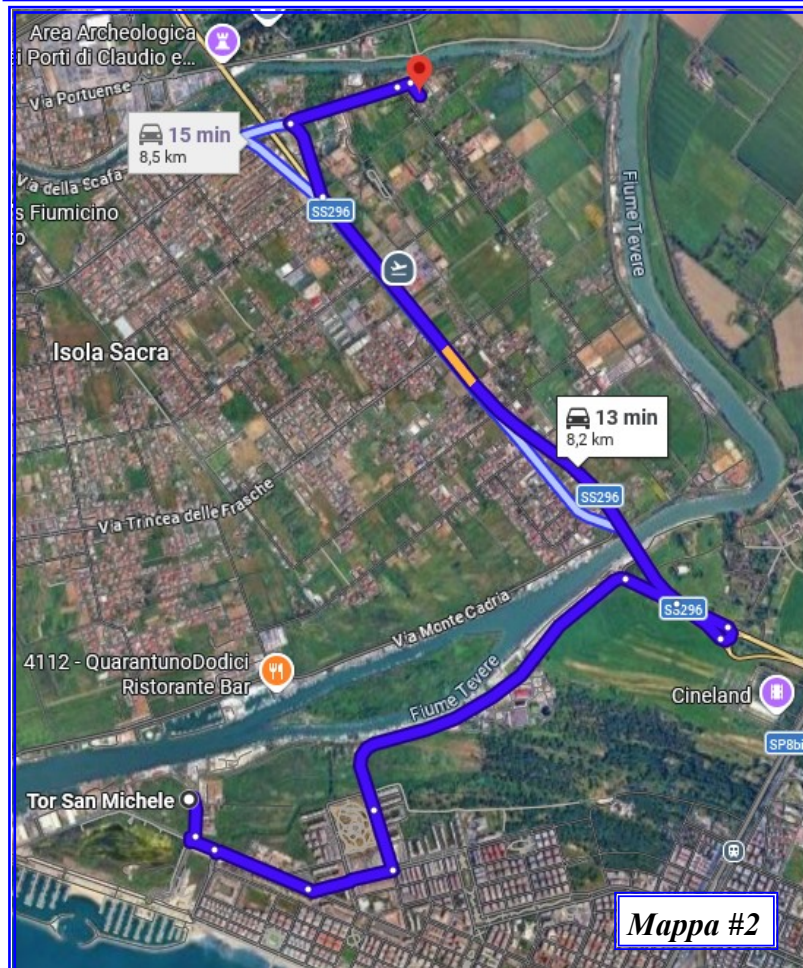 Area Archeologica
i Porti di Claudio e...
Via Portuense
15 min
8,5 km
Via della Scafa
s Fiumicino
o
SS296
Fiume Tevere
Isola Sacra
13 min
8,2 km
SS296
Via Trincea delle Frasche
Via Monte Cadria
SS296
4112 - QuarantunoDodici
Ristorante Bar
Fiume Tevere
Cineland
SP8bi
Tor San Michele
Mappa #2